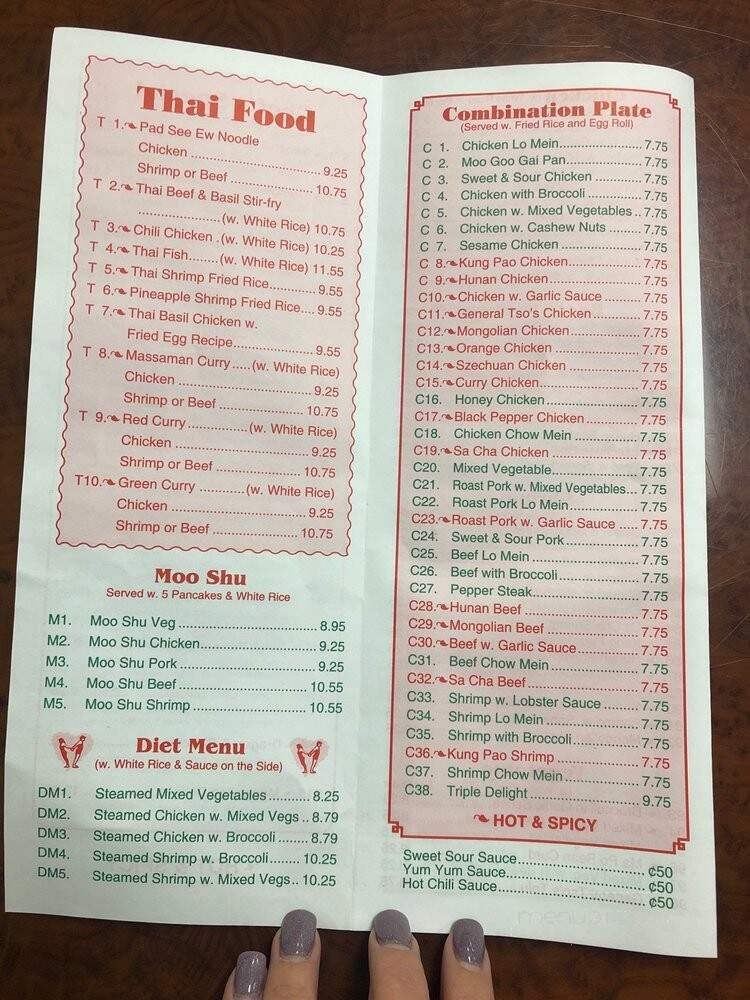 Thai Food
T 1. Pad See Ew Noodle
Chicken ........ 9.25
Shrimp or Beef ........ 10.75
T 2. Thai Beef & Basil Stir-fry
........ (w. White Rice) 10.75
T 3. Chili Chicken . (w. White Rice) 10.25
T 4. Thai Fish ........ (w. White Rice) 11.55
T 5. Thai Shrimp Fried Rice ........ 9.55
T 6. Pineapple Shrimp Fried Rice .... 9.55
T 7. Thai Basil Chicken w.
Fried Egg Recipe ........ 9.55
T 8. Massaman Curry ..... (w. White Rice)
Chicken ........ 9.25
Shrimp or Beef ........ 10.75
T 9. Red Curry ........ (w. White Rice)
Chicken ........ 9.25
Shrimp or Beef ........ 10.75
T10. Green Curry ........ (w. White Rice)
Chicken ........ 9.25
Shrimp or Beef ........ 10.75
Moo Shu
Served w. 5 Pancakes & White Rice
M1. Moo Shu Veg ........ 8.95
M2. Moo Shu Chicken ........ 9.25
M3. Moo Shu Pork ........ 9.25
M4. Moo Shu Beef ........ 10.55
M5. Moo Shu Shrimp ........ 10.55
Diet Menu
(w. White Rice & Sauce on the Side)
DM1. Steamed Mixed Vegetables ........ 8.25
DM2. Steamed Chicken w. Mixed Vegs .. 8.79
DM3. Steamed Chicken w. Broccoli ........ 8.79
DM4. Steamed Shrimp w. Broccoli ........ 10.25
DM5. Steamed Shrimp w. Mixed Vegs .. 10.25
Combination Plate
(Served w. Fried Rice and Egg Roll)
C 1. Chicken Lo Mein ........ 7.75
C 2. Moo Goo Gai Pan ........ 7.75
C 3. Sweet & Sour Chicken ........ 7.75
C 4. Chicken with Broccoli ........ 7.75
C 5. Chicken w. Mixed Vegetables .. 7.75
C 6. Chicken w. Cashew Nuts ........ 7.75
C 7. Sesame Chicken ........ 7.75
C 8. Kung Pao Chicken ........ 7.75
C 9. Hunan Chicken ........ 7.75
C10. Chicken w. Garlic Sauce ........ 7.75
C11. General Tso's Chicken ........ 7.75
C12. Mongolian Chicken ........ 7.75
C13. Orange Chicken ........ 7.75
C14. Szechuan Chicken ........ 7.75
C15. Curry Chicken ........ 7.75
C16. Honey Chicken ........ 7.75
C17. Black Pepper Chicken ........ 7.75
C18. Chicken Chow Mein ........ 7.75
C19. Sa Cha Chicken ........ 7.75
C20. Mixed Vegetable ........ 7.75
C21. Roast Pork w. Mixed Vegetables ... 7.75
C22. Roast Pork Lo Mein ........ 7.75
C23. Roast Pork w. Garlic Sauce ..... 7.75
C24. Sweet & Sour Pork ........ 7.75
C25. Beef Lo Mein ........ 7.75
C26. Beef with Broccoli ........ 7.75
C27. Pepper Steak ........ 7.75
C28. Hunan Beef ........ 7.75
C29. Mongolian Beef ........ 7.75
C30. Beef w. Garlic Sauce ........ 7.75
C31. Beef Chow Mein ........ 7.75
C32. Sa Cha Beef ........ 7.75
C33. Shrimp w. Lobster Sauce ........ 7.75
C34. Shrimp Lo Mein ........ 7.75
C35. Shrimp with Broccoli ........ 7.75
C36. Kung Pao Shrimp ........ 7.75
C37. Shrimp Chow Mein ........ 7.75
C38. Triple Delight ........ 9.75
HOT & SPICY
Sweet Sour Sauce ........ ¢50
Yum Yum Sauce ........ ¢50
Hot Chili Sauce ........ ¢50